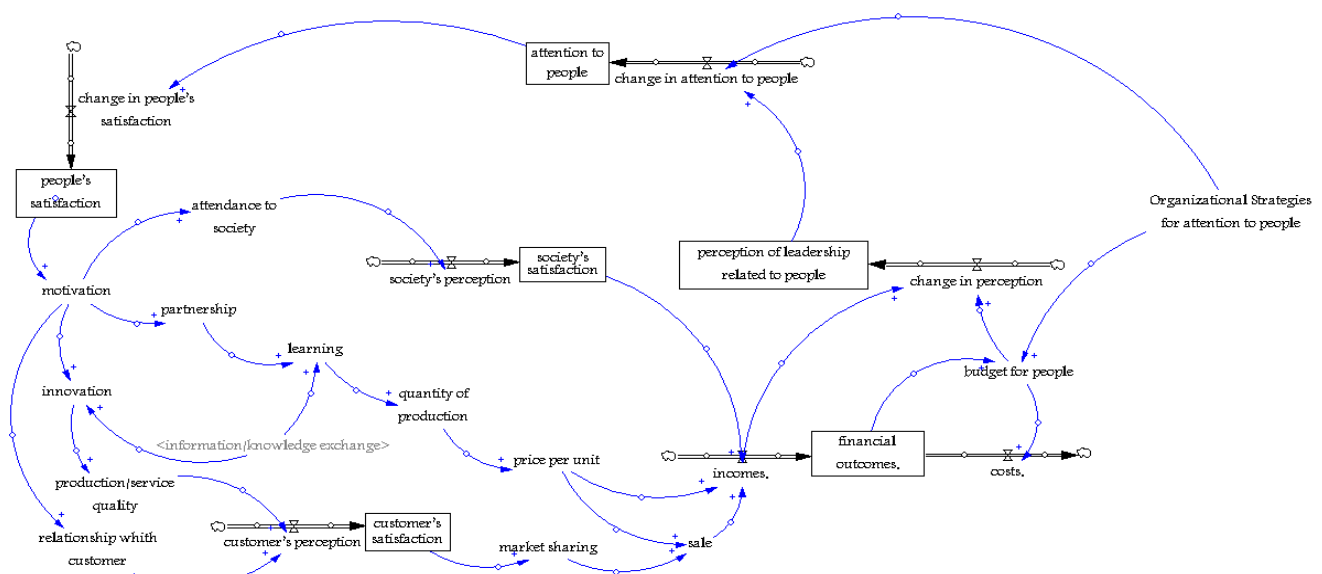 attention to
people
change in attention to people
change in people's
satisfaction
people's
satisfaction
attendance to
society
Organizational Strategies
for attention to people
society's perception
society's
satisfaction
perception of leadership
related to people
change in perception
motivation
partnership
learning
innovation
budget for people
quantity of
production
<information/knowledge exchange>
price per unit
incomes.
financial
outcomes.
costs.
production/service
quality
relationship whith
customer
customer's perception
customer's
satisfaction
market sharing
sale